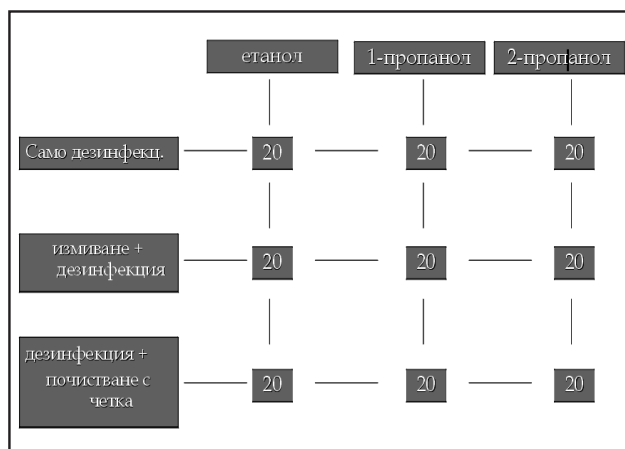 етанол 1-пропанол 2-пропанол
Само дезинфекц. 20 20 20
измиване +
дезинфекция 20 20 20
дезинфекция +
почистване с 20 20 20
четка